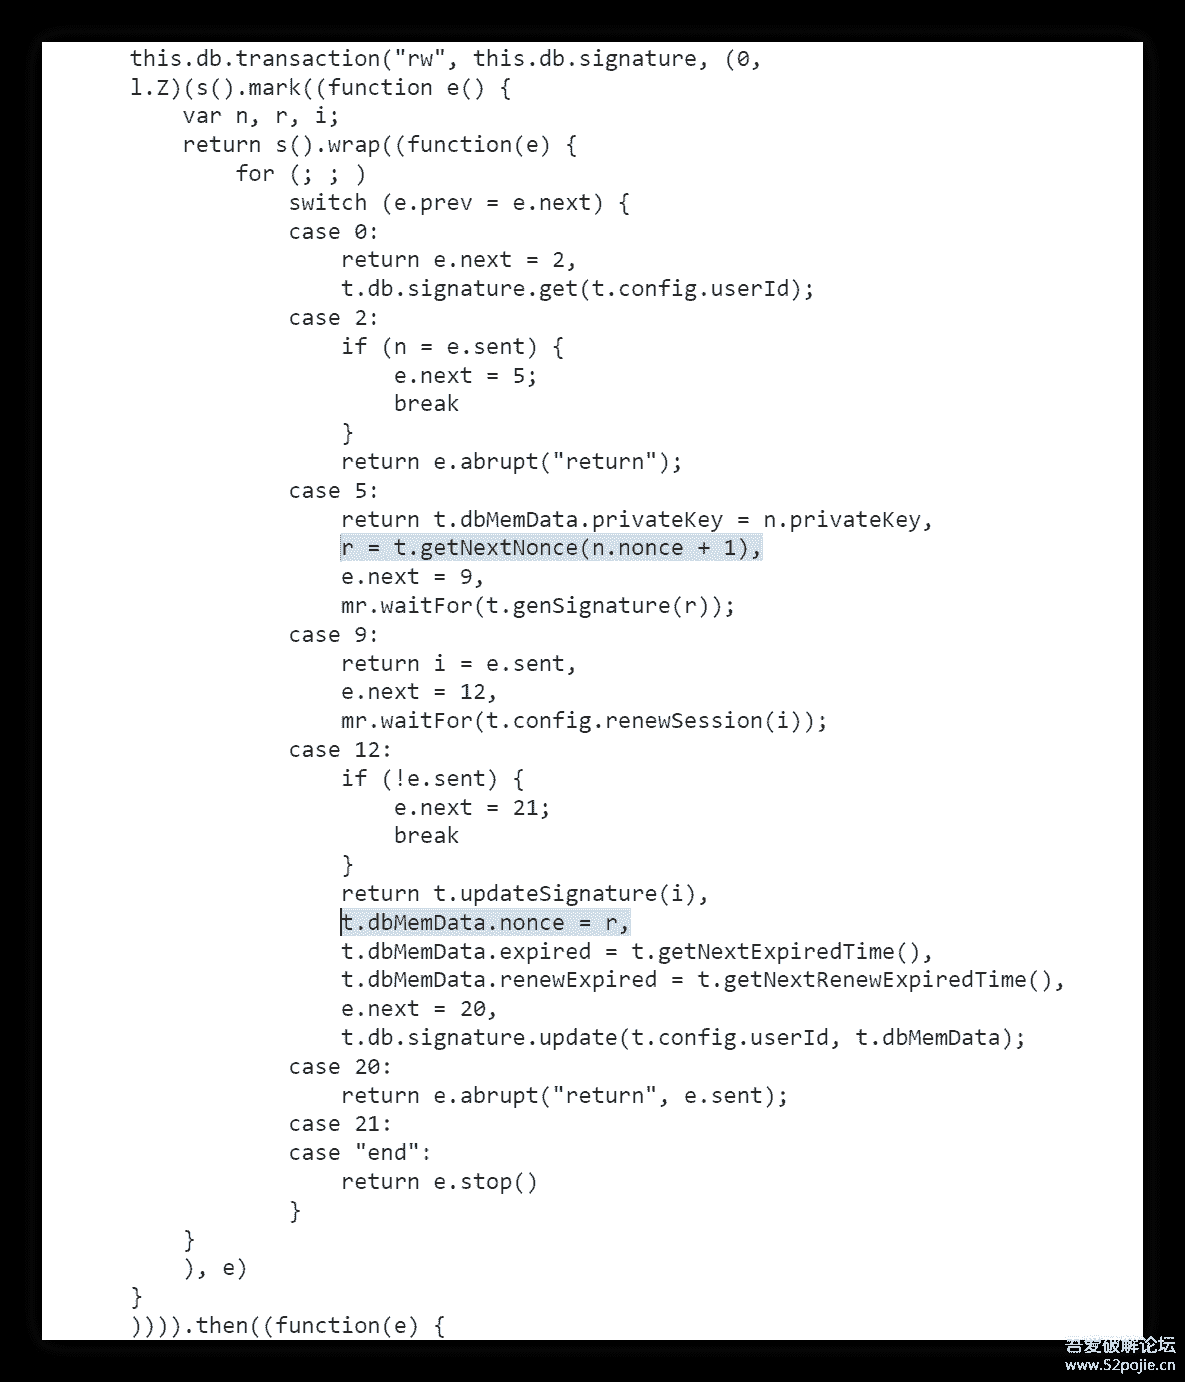 this.db.transaction("rw", this.db.signature, (0,
l.Z)(s().mark((function e() {
var n, r, i;
return s().wrap((function(e) {
for (; ; )
switch (e.prev = e.next) {
case 0:
return e.next = 2,
t.db.signature.get(t.config.userId);
case 2:
if (n = e.sent) {
e.next = 5;
break
}
return e.abrupt("return");
case 5:
return t.dbMemData.privateKey = n.privateKey,
r = t.getNextNonce(n.nonce + 1),
e.next = 9,
mr.waitFor(t.genSignature(r));
case 9:
return i = e.sent,
e.next = 12,
mr.waitFor(t.config.renewSession(i));
case 12:
if (!e.sent) {
e.next = 21;
break
}
return t.updateSignature(i),
t.dbMemData.nonce = r,
t.dbMemData.expired = t.getNextExpiredTime(),
t.dbMemData.renewExpired = t.getNextRenewExpiredTime(),
e.next = 20,
t.db.signature.update(t.config.userId, t.dbMemData);
case 20:
return e.abrupt("return", e.sent);
case 21:
case "end":
return e.stop()
}
}
), e)
}
)))).then((function(e) {
吾爱破解论坛
www.52pojie.cn